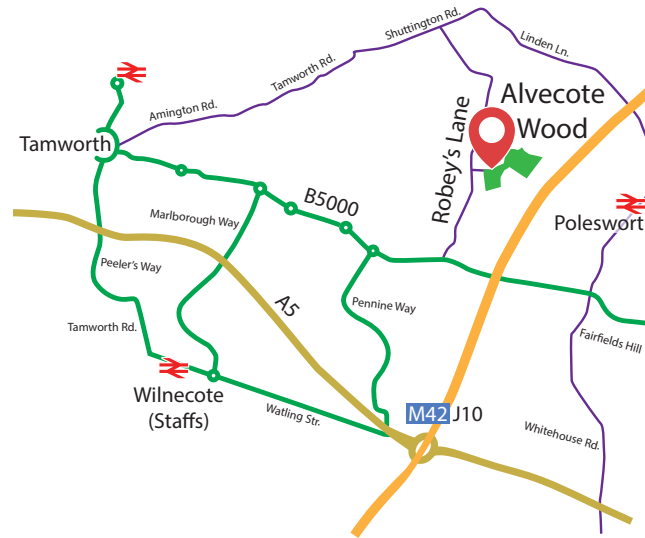 Shuttington Rd.
Linden Ln.
Tamworth Rd.
Amington Rd.
Alvecote
Wood
Tamworth
Robey's Lane
B5000
Marlborough Way
Poleswort
Peeler's Way
A5
Pennine Way
Tamworth Rd.
Fairfields Hill
Wilnecote
(Staffs)
Watling Str.
M42 J10
Whitehouse Rd.